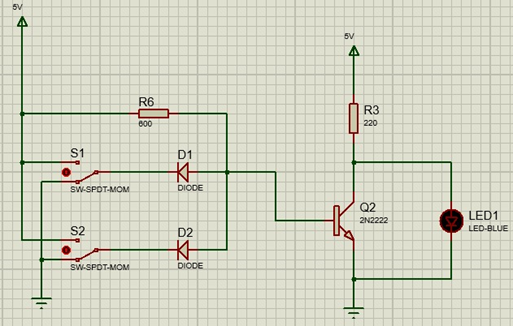 5V
5V
R6
600
R3
220
S1
SW-SPDT-MOM
D1
DIODE
Q2
2N2222
LED1
LED-BLUE
S2
SW-SPDT-MOM
D2
DIODE